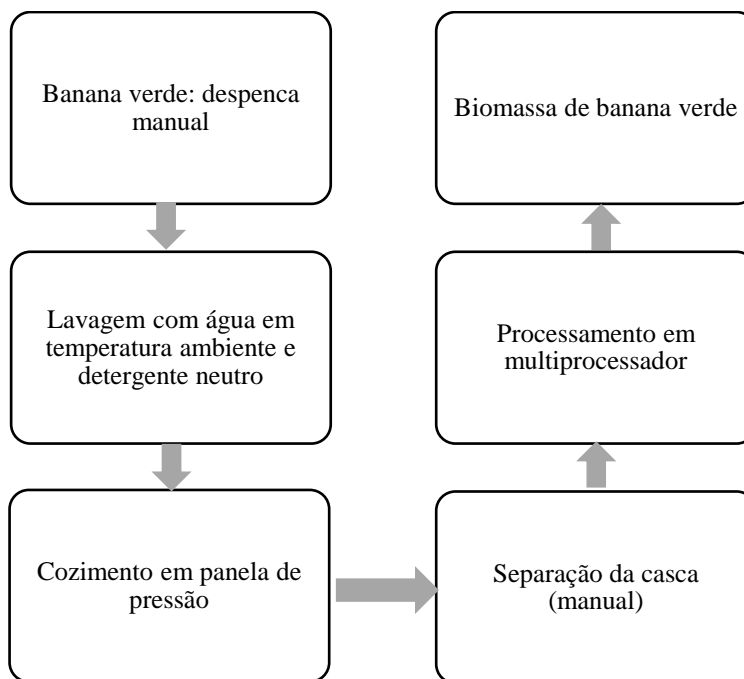 Banana verde: despenca
manual
Lavagem com água em
temperatura ambiente e
detergente neutro
Cozimento em panela de
pressão
Separação da casca
(manual)
Processamento em
multiprocessador
Biomassa de banana verde